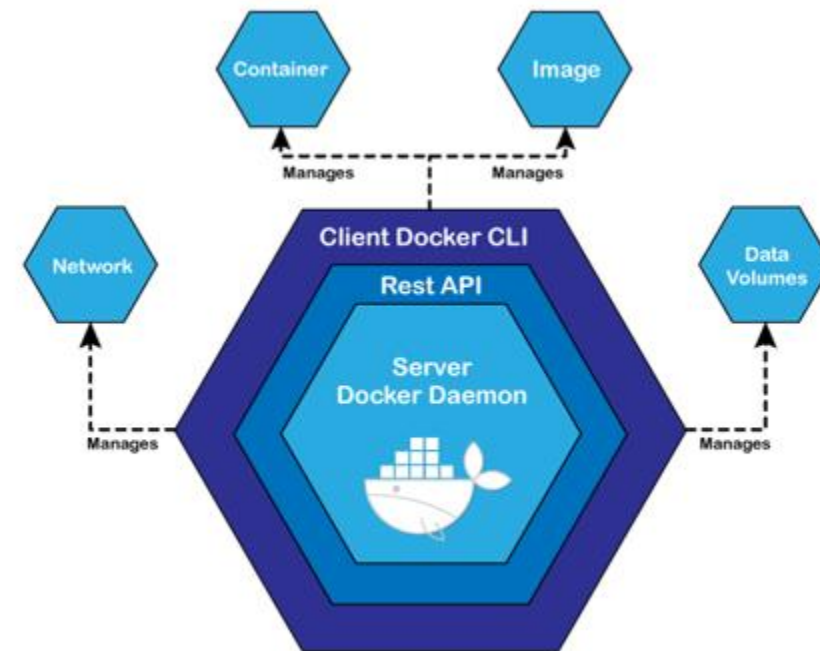 Container
Image
Manages
Manages
Client Docker CLI
Network
Data
Volumes
Rest API
Server
Docker Daemon
Manages
Manages